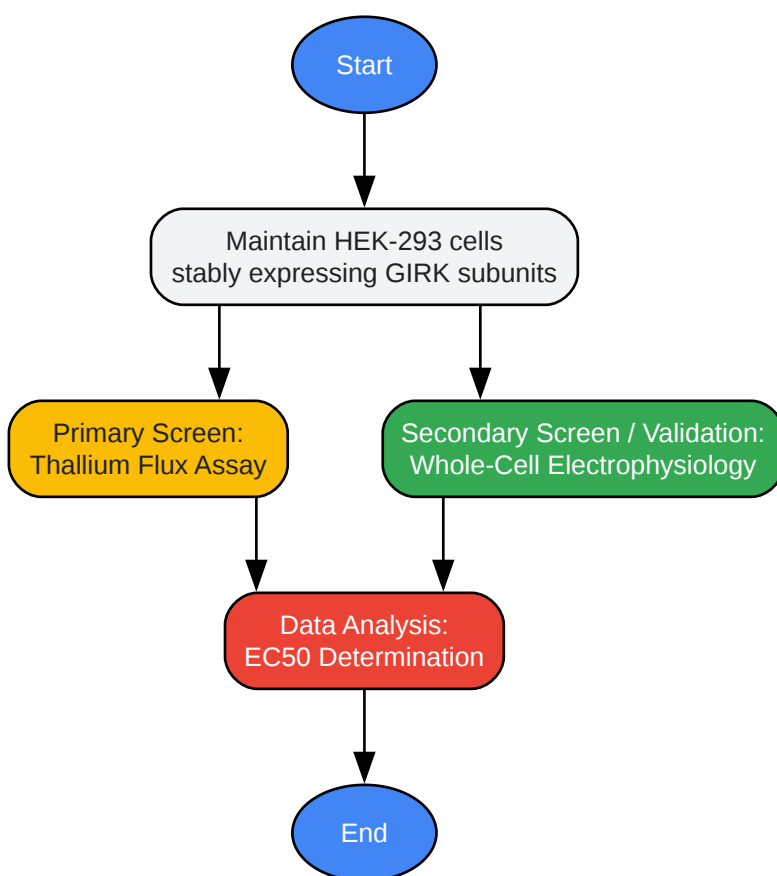 Start
Maintain HEK-293 cells
stably expressing GIRK subunits
Primary Screen:
Thallium Flux Assay
Secondary Screen / Validation:
Whole-Cell Electrophysiology
Data Analysis:
EC50 Determination
End